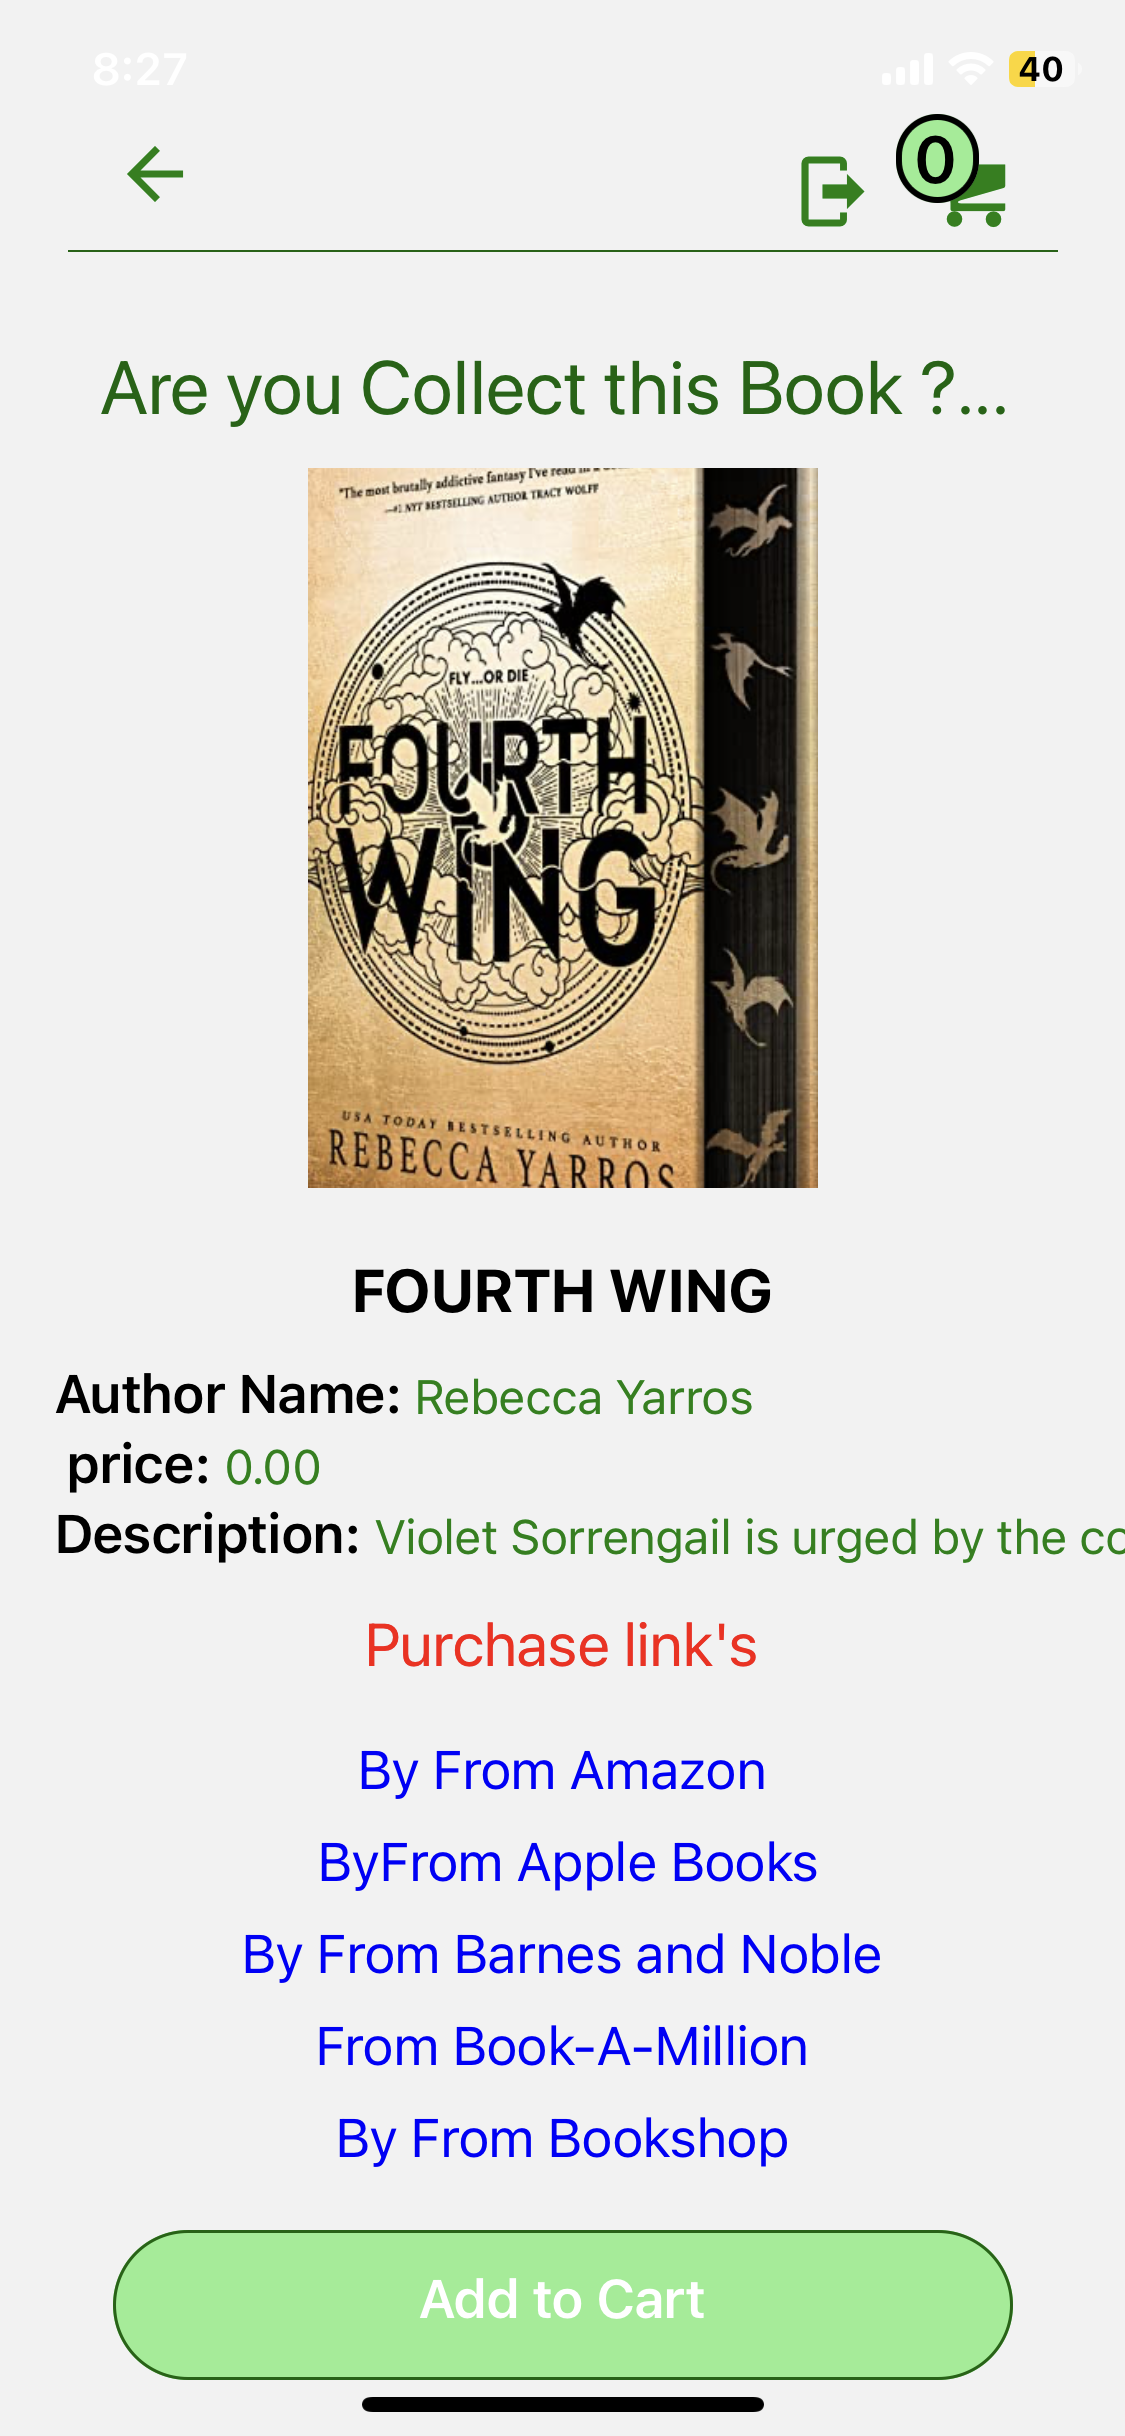 8:27
40
0
Are you Collect this Book ?...
"The most brutally addictive fantasy I've read in a
—#1 NYT BESTSELLING AUTHOR TRACY WOLFF
FLY...OR DIE
FOURTH
WING
USA TODAY BESTSELLING AUTHOR
REBECCA YARROS
FOURTH WING
Author Name: Rebecca Yarros
price: 0.00
Description: Violet Sorrengail is urged by the co
Purchase link's
By From Amazon
ByFrom Apple Books
By From Barnes and Noble
From Book-A-Million
By From Bookshop
Add to Cart